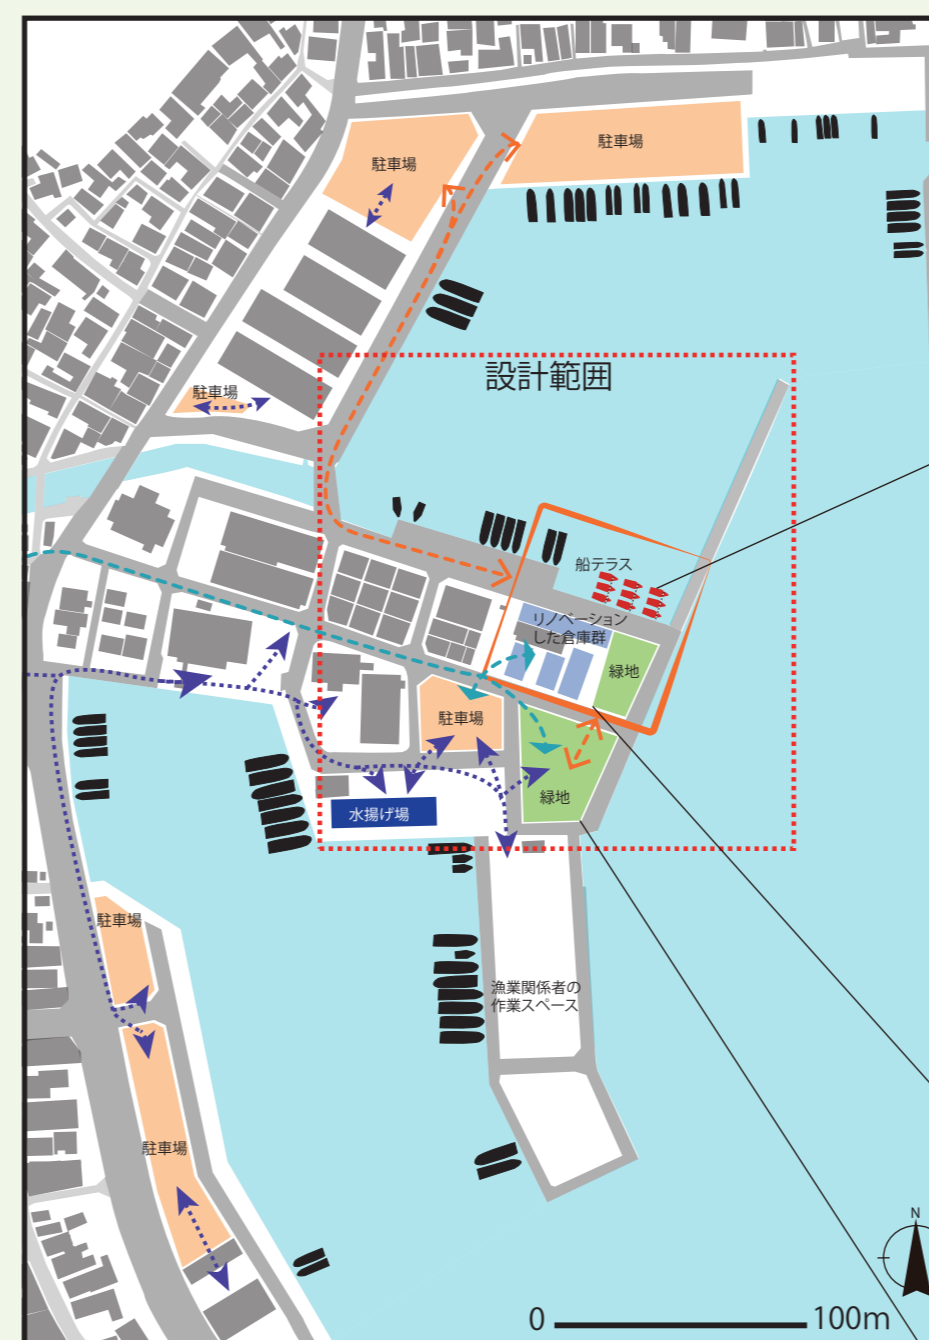 駐車場
駐車場
設計範囲
駐車場
船テラス
リノベーション
した倉庫群
緑地
駐車場
緑地
水揚げ場
駐車場
漁業関係者の
作業スペース
駐車場
N
0 100m